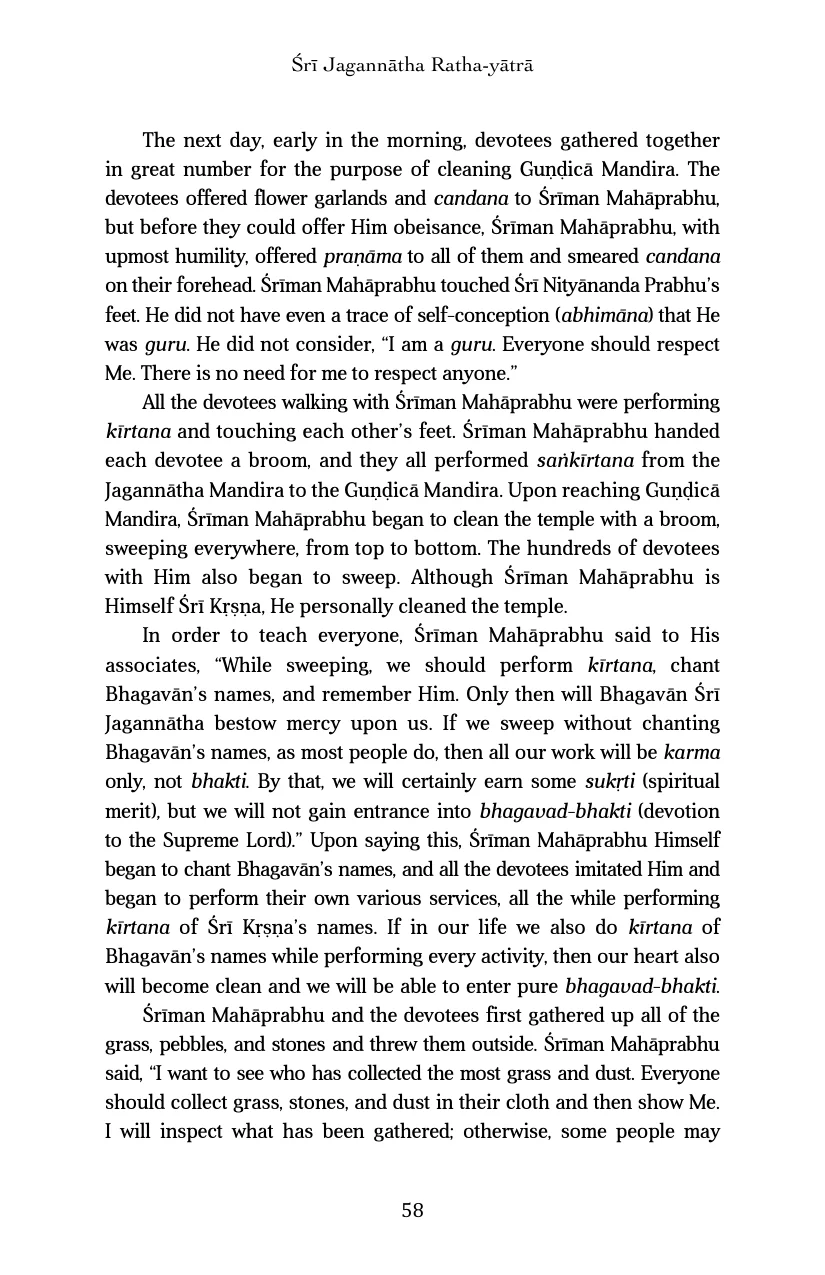 Śrī Jagannātha Ratha-yātrā
The next day, early in the morning, devotees gathered together
in great number for the purpose of cleaning Guṇḍicā Mandira. The
devotees offered flower garlands and candana to Śrīman Mahāprabhu,
but before they could offer Him obeisance, Śrīman Mahāprabhu, with
upmost humility, offered praṇāma to all of them and smeared candana
on their forehead. Śrīman Mahāprabhu touched Śrī Nityānanda Prabhu’s
feet. He did not have even a trace of self-conception (abhimāna) that He
was guru. He did not consider, “I am a guru. Everyone should respect
Me. There is no need for me to respect anyone.”
All the devotees walking with Śrīman Mahāprabhu were performing
kīrtana and touching each other’s feet. Śrīman Mahāprabhu handed
each devotee a broom, and they all performed saṅkīrtana from the
Jagannātha Mandira to the Guṇḍicā Mandira. Upon reaching Guṇḍicā
Mandira, Śrīman Mahāprabhu began to clean the temple with a broom,
sweeping everywhere, from top to bottom. The hundreds of devotees
with Him also began to sweep. Although Śrīman Mahāprabhu is
Himself Śrī Kṛṣṇa, He personally cleaned the temple.
In order to teach everyone, Śrīman Mahāprabhu said to His
associates, “While sweeping, we should perform kīrtana, chant
Bhagavān’s names, and remember Him. Only then will Bhagavān Śrī
Jagannātha bestow mercy upon us. If we sweep without chanting
Bhagavān’s names, as most people do, then all our work will be karma
only, not bhakti. By that, we will certainly earn some sukṛti (spiritual
merit), but we will not gain entrance into bhagavad-bhakti (devotion
to the Supreme Lord).” Upon saying this, Śrīman Mahāprabhu Himself
began to chant Bhagavān’s names, and all the devotees imitated Him and
began to perform their own various services, all the while performing
kīrtana of Śrī Kṛṣṇa’s names. If in our life we also do kīrtana of
Bhagavān’s names while performing every activity, then our heart also
will become clean and we will be able to enter pure bhagavad-bhakti.
Śrīman Mahāprabhu and the devotees first gathered up all of the
grass, pebbles, and stones and threw them outside. Śrīman Mahāprabhu
said, “I want to see who has collected the most grass and dust. Everyone
should collect grass, stones, and dust in their cloth and then show Me.
I will inspect what has been gathered; otherwise, some people may
58